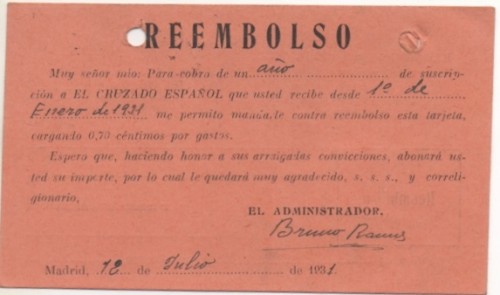 REEMBOLSO
Muy señor mío: Para cobro de un año de suscrip-
ción a EL CRUZADO ESPAÑOL que usted recibe desde 1º de
Enero de 1931 me permito mandarle contra reembolso esta tarjeta,
cargando 0,70 céntimos por gastos.
Espero que, haciendo honor a sus arraigadas convicciones, abonará us-
ted su importe, por lo cual le quedará muy agradecido, s. s. s., y correli-
gionario,
EL ADMINISTRADOR,
Bruno Ramos
Madrid, 12 de Julio de 1931.